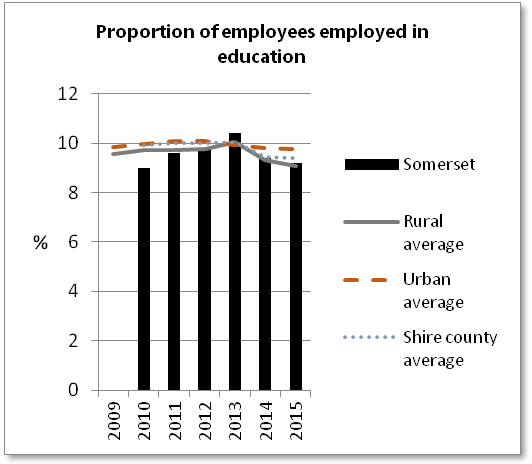 Proportion of employees employed in
education
12
10
8
6
4
2
0
%
2009
2010
2011
2012
2013
2014
2015
Somerset
Rural
average
Urban
average
Shire county
average